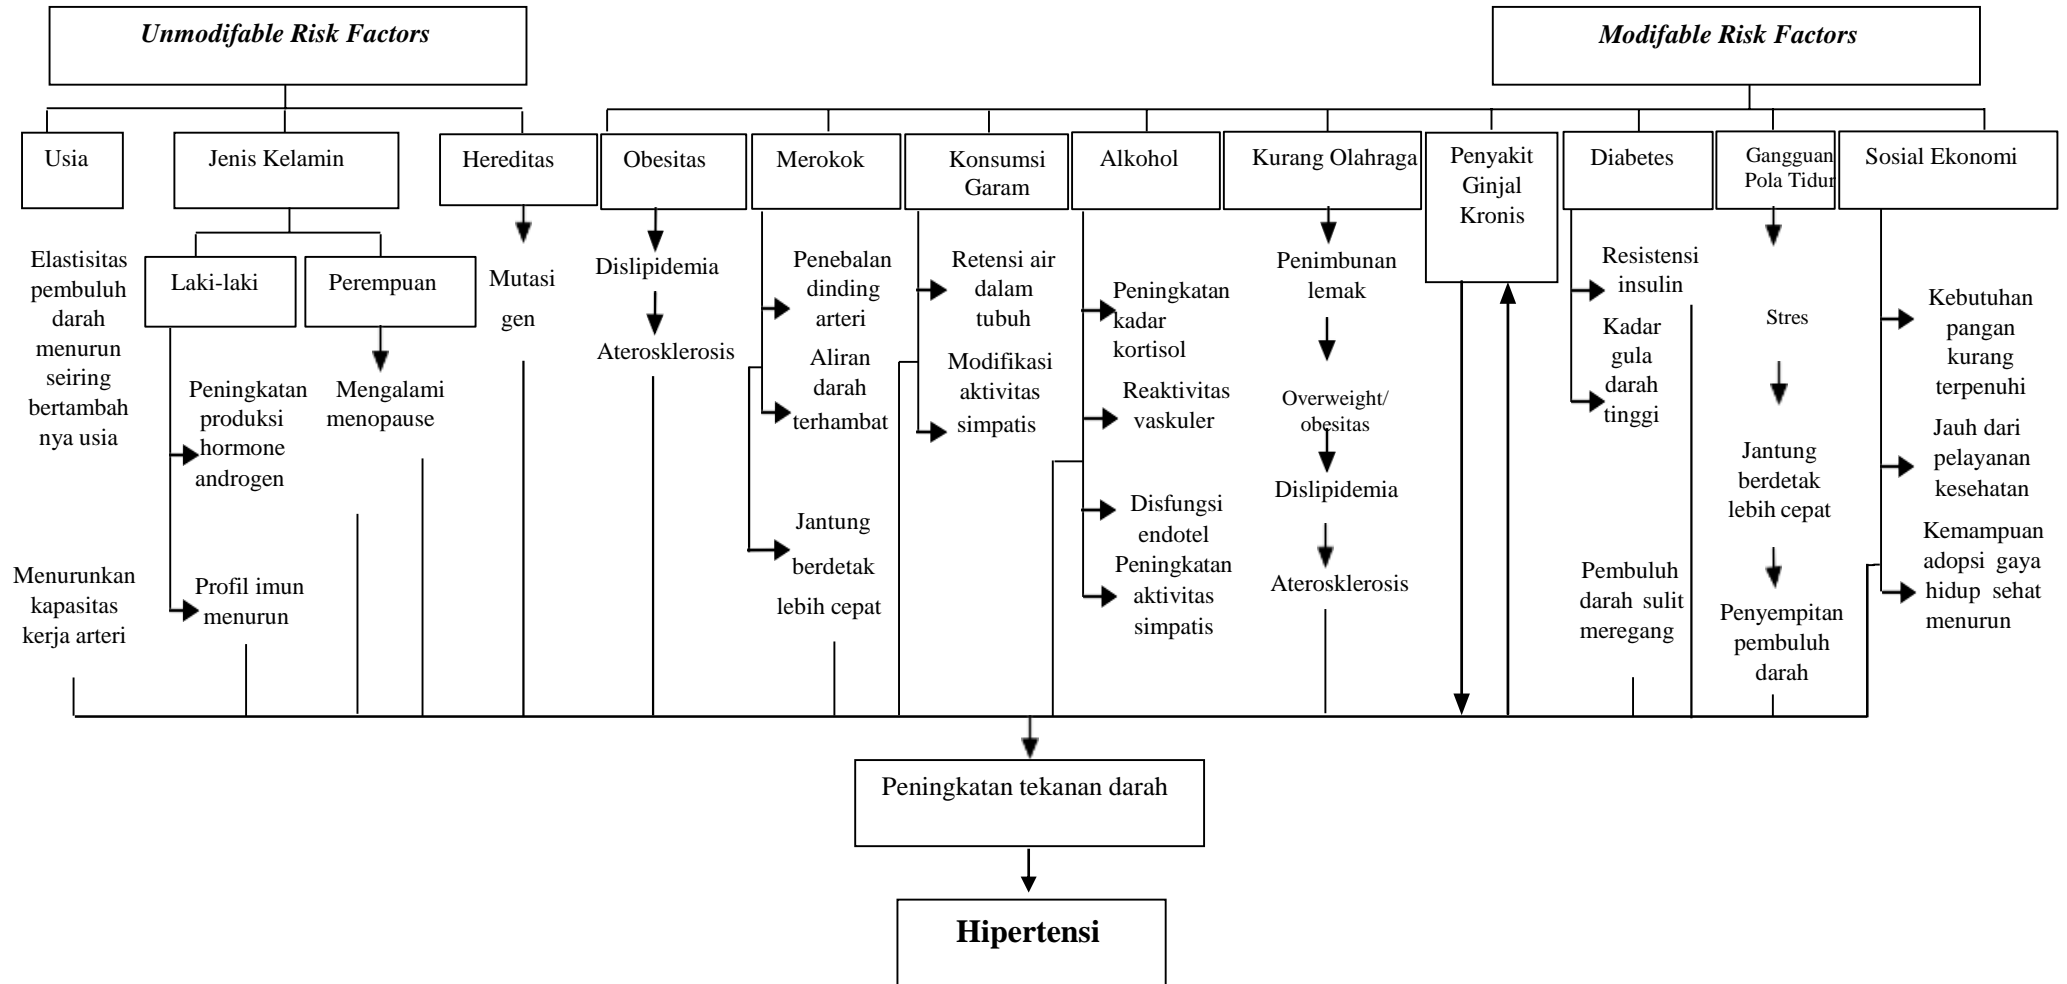 Unmodifable Risk Factors
Modifable Risk Factors
Usia
Jenis Kelamin
Hereditas
Obesitas
Merokok
Konsumsi
Garam
Alkohol
Kurang Olahraga
Penyakit
Ginjal
Kronis
Diabetes
Gangguan
Pola Tidur
Sosial Ekonomi
Elastisitas
pembuluh
darah
menurun
seiring
bertambah
nya usia
Menurunkan
kapasitas
kerja arteri
Laki-laki
Peningkatan
produksi
hormone
androgen
Profil imun
menurun
Perempuan
Mengalami
menopause
Mutasi
gen
Dislipidemia
Aterosklerosis
Penebalan
dinding
arteri
Aliran
darah
terhambat
Jantung
berdetak
lebih cepat
Retensi air
dalam
tubuh
Modifikasi
aktivitas
simpatis
Peningkatan
kadar
kortisol
Reaktivitas
vaskuler
Disfungsi
endotel
Peningkatan
aktivitas
simpatis
Penimbunan
lemak
Overweight/
obesitas
Dislipidemia
Aterosklerosis
Resistensi
insulin
Kadar
gula
darah
tinggi
Pembuluh
darah sulit
meregang
Stres
Jantung
berdetak
lebih cepat
Penyempitan
pembuluh
darah
Kebutuhan
pangan
kurang
terpenuhi
Jauh dari
pelayanan
kesehatan
Kemampuan
adopsi gaya
hidup sehat
menurun
Peningkatan tekanan darah
Hipertensi